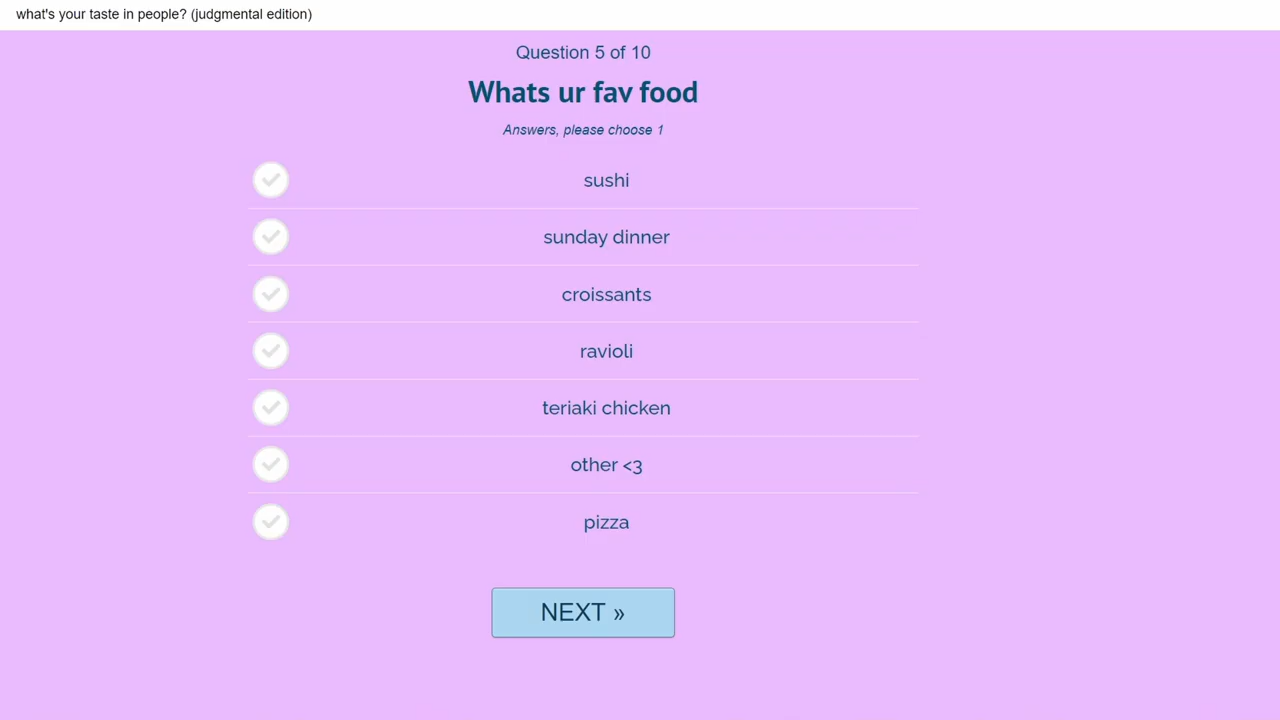 what's your taste in people? (judgmental edition)
Question 5 of 10
Whats ur fav food
Answers, please choose 1
sushi
sunday dinner
croissants
ravioli
teriaki chicken
other <3
pizza
NEXT »